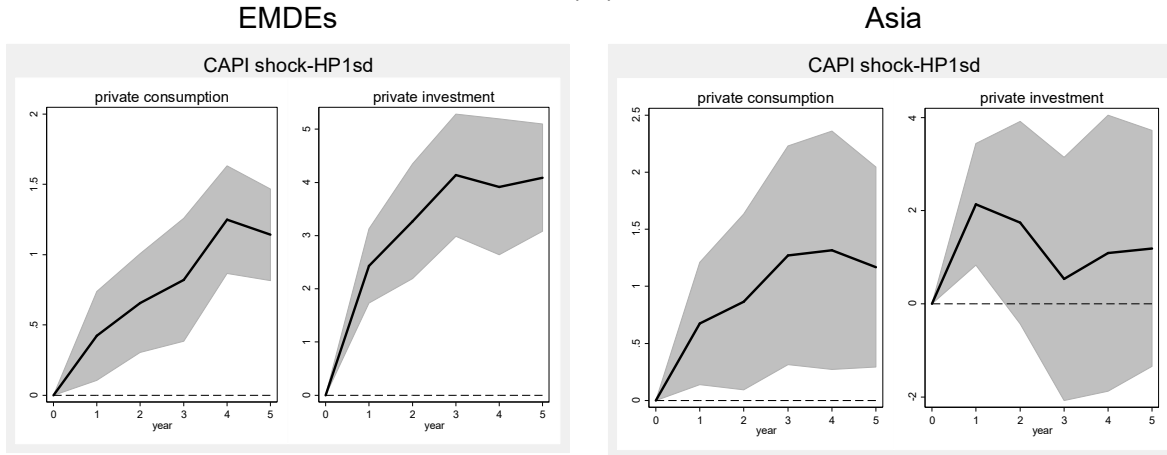 EMDEs
Asia
CAPI shock-HP1sd
private consumption
private investment
2
1.5
1
.5
0
0 1 2 3 4 5
year
5
4
3
2
1
0
0 1 2 3 4 5
year
CAPI shock-HP1sd
private consumption
private investment
2.5
2
1.5
1
.5
0
0 1 2 3 4 5
year
4
2
0
-2
0 1 2 3 4 5
year